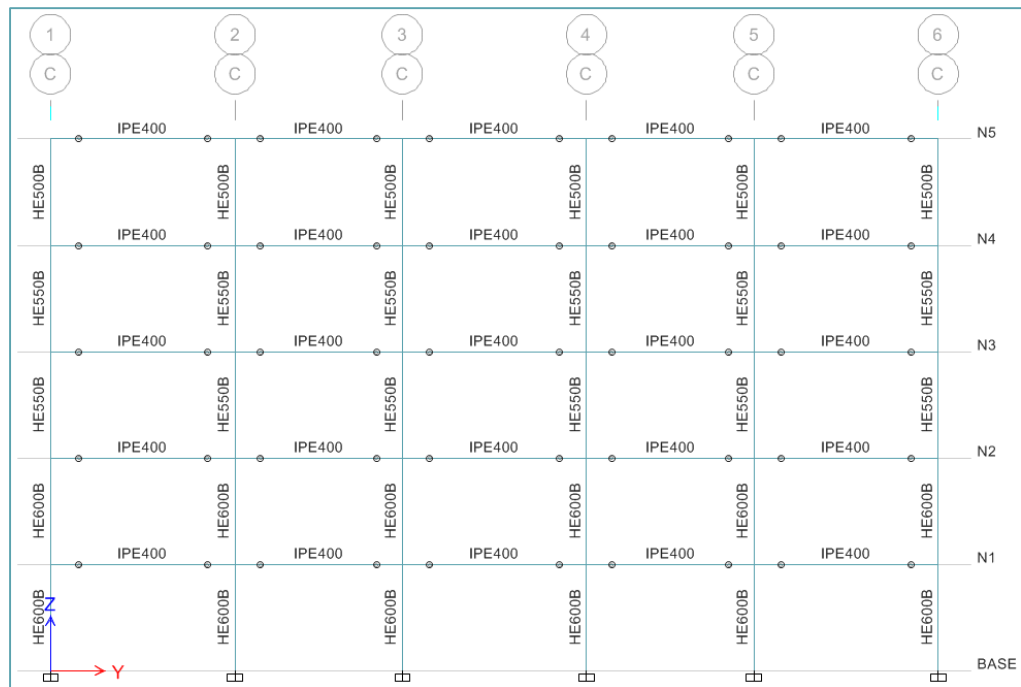 1 2 3 4 5 6
C C C C C C
IPE400 IPE400 IPE400 IPE400 IPE400 N5
HE500B HE500B HE500B HE500B HE500B HE500B
IPE400 IPE400 IPE400 IPE400 IPE400 N4
HE550B HE550B HE550B HE550B HE550B HE550B
IPE400 IPE400 IPE400 IPE400 IPE400 N3
HE550B HE550B HE550B HE550B HE550B HE550B
IPE400 IPE400 IPE400 IPE400 IPE400 N2
HE600B HE600B HE600B HE600B HE600B HE600B
IPE400 IPE400 IPE400 IPE400 IPE400 N1
HE600B HE600B HE600B HE600B HE600B HE600B
Z
Y BASE